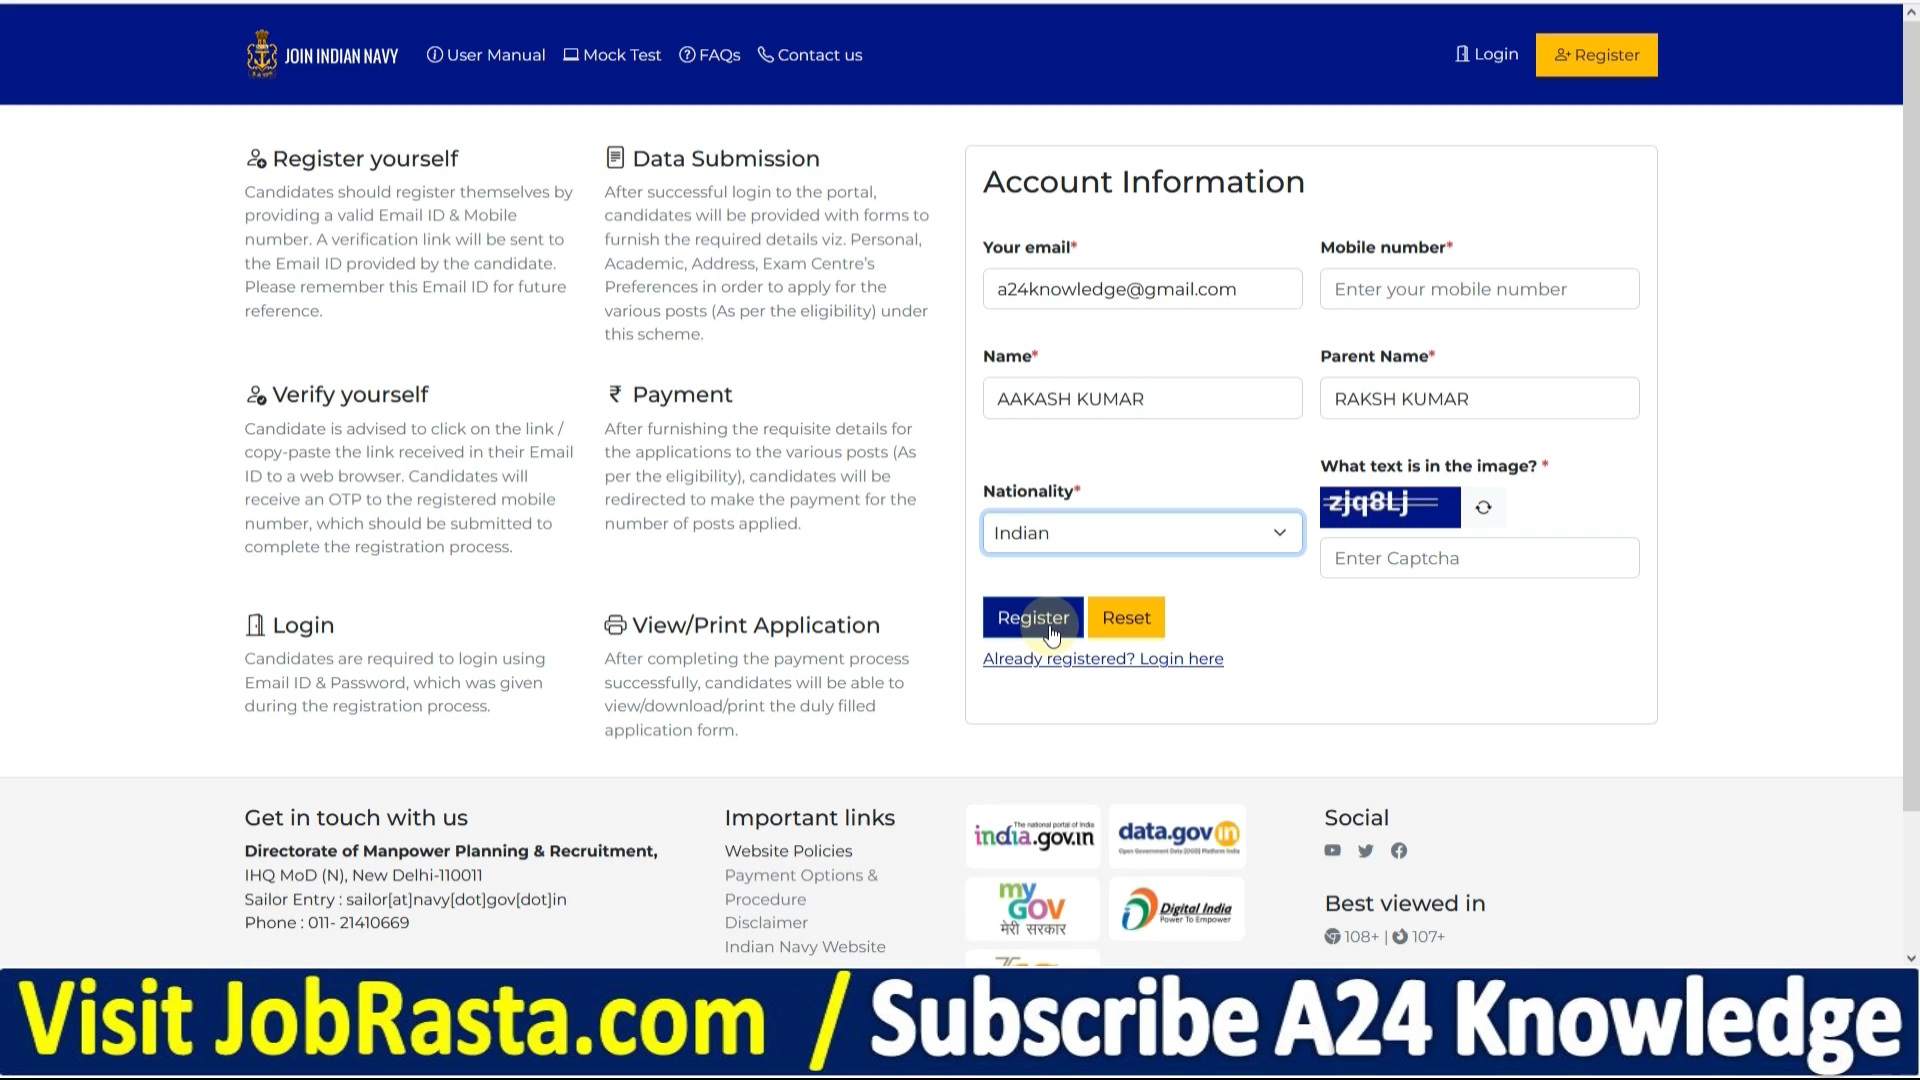 JOIN INDIAN NAVY
User Manual
Mock Test
FAQs
Contact us
Login
Register
Register yourself
Candidates should register themselves by
providing a valid Email ID & Mobile
number. A verification link will be sent to
the Email ID provided by the candidate.
Please remember this Email ID for future
reference.
Data Submission
After successful login to the portal,
candidates will be provided with forms to
furnish the required details viz. Personal,
Academic, Address, Exam Centre's
Preferences in order to apply for the
various posts (As per the eligibility) under
this scheme.
Verify yourself
Candidate is advised to click on the link /
copy-paste the link received in their Email
ID to a web browser. Candidates will
receive an OTP to the registered mobile
number, which should be submitted to
complete the registration process.
₹ Payment
After furnishing the requisite details for
the applications to the various posts (As
per the eligibility), candidates will be
redirected to make the payment for the
number of posts applied.
Login
Candidates are required to login using
Email ID & Password, which was given
during the registration process.
View/Print Application
After completing the payment process
successfully, candidates will be able to
view/download/print the duly filled
application form.
Account Information
Your email*
a24knowledge@gmail.com
Mobile number*
Enter your mobile number
Name*
AAKASH KUMAR
Parent Name*
RAKSH KUMAR
Nationality*
Indian
What text is in the image? *
zjq8Lj
Enter Captcha
Register
Reset
Already registered? Login here
Get in touch with us
Directorate of Manpower Planning & Recruitment,
IHQ MoD (N), New Delhi-110011
Sailor Entry : sailor[at]navy[dot]gov[dot]in
Phone : 011- 21410669
Important links
Website Policies
Payment Options &
Procedure
Disclaimer
Indian Navy Website
The national portal of India
india.gov.in
data.gov in
Open Government Data (OGD) Platform India
my
GOV
मेरी सरकार
Digital India
Power To Empower
Social
Best viewed in
108+ | 107+
Visit JobRasta.com / Subscribe A24 Knowledge